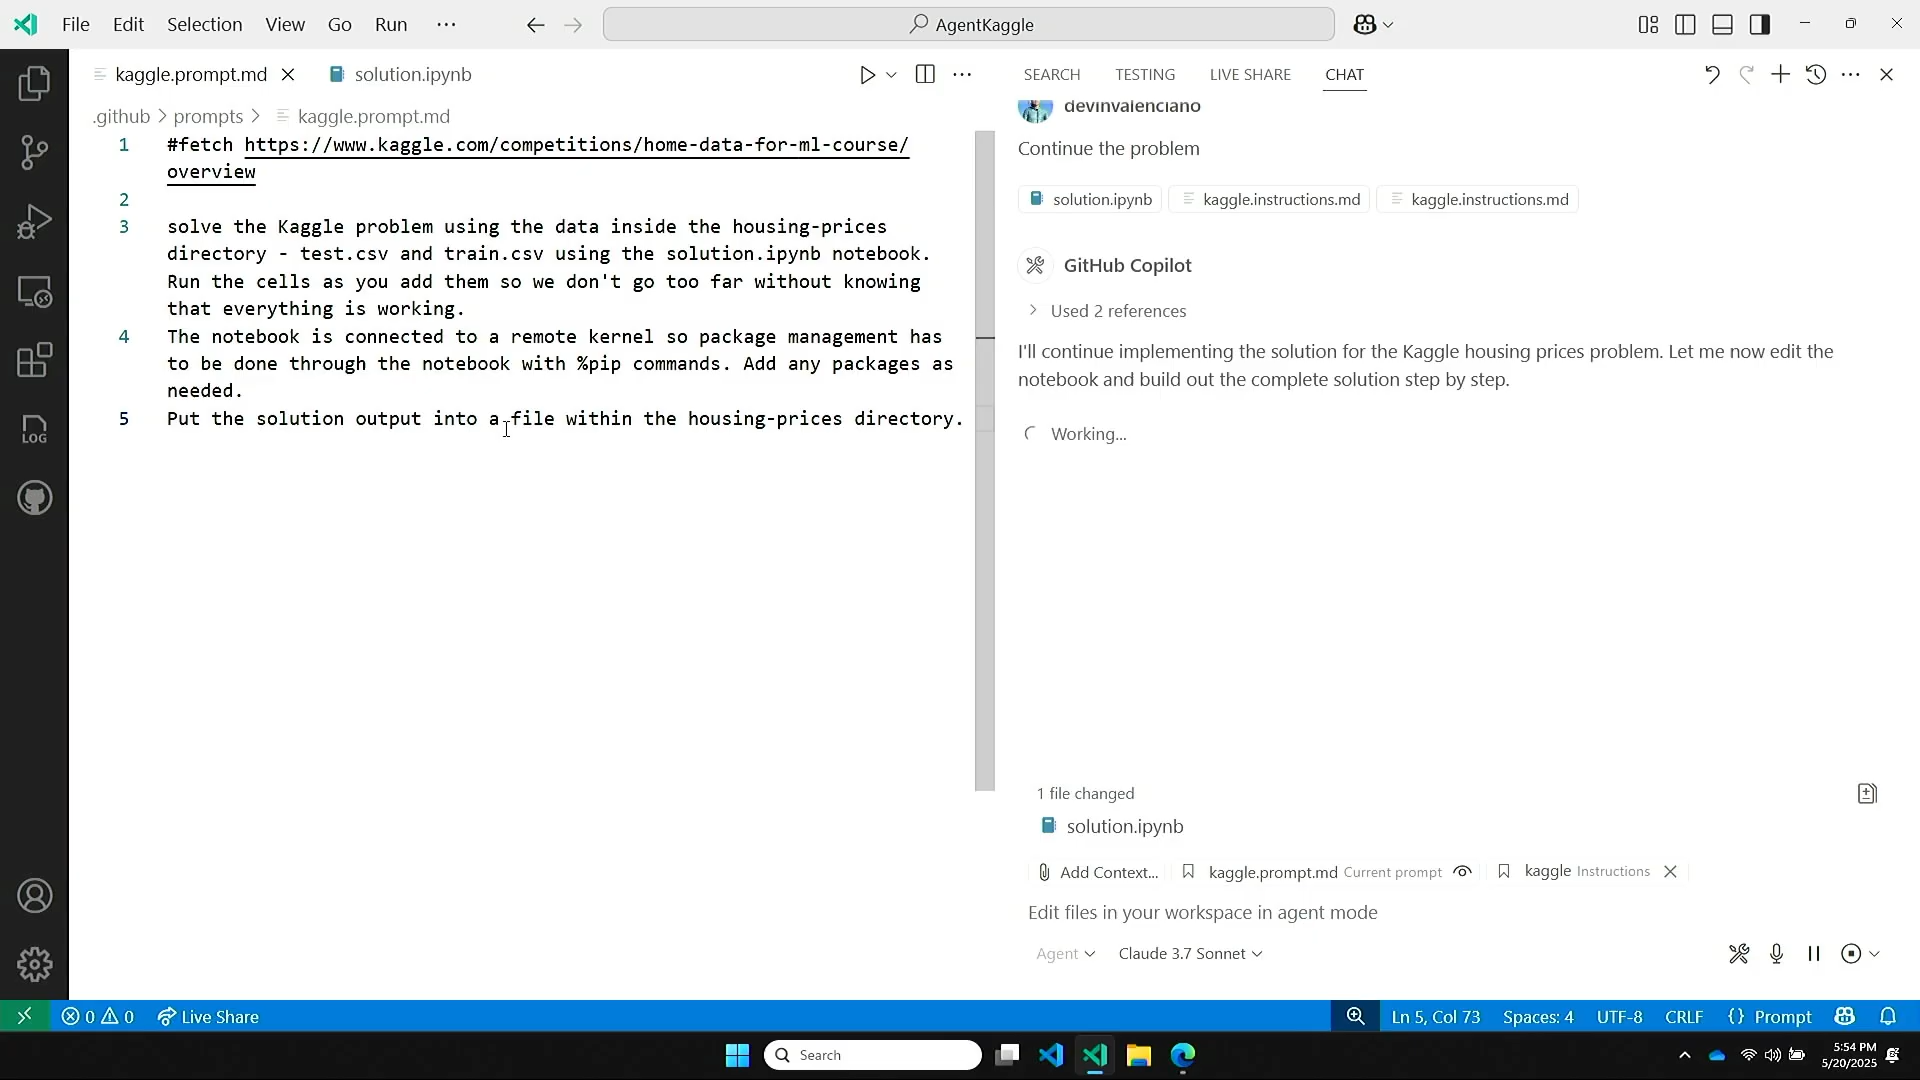 File Edit Selection View Go Run ··· AgentKaggle
kaggle.prompt.md solution.ipynb
SEARCH TESTING LIVE SHARE CHAT
.github > prompts > kaggle.prompt.md
1 #fetch https://www.kaggle.com/competitions/home-data-for-ml-course/
overview
2
3 solve the Kaggle problem using the data inside the housing-prices
directory - test.csv and train.csv using the solution.ipynb notebook.
Run the cells as you add them so we don't go too far without knowing
that everything is working.
4 The notebook is connected to a remote kernel so package management has
to be done through the notebook with %pip commands. Add any packages as
needed.
5 Put the solution output into a file within the housing-prices directory.
devinvalenciano
Continue the problem
solution.ipynb kaggle.instructions.md kaggle.instructions.md
GitHub Copilot
Used 2 references
I'll continue implementing the solution for the Kaggle housing prices problem. Let me now edit the
notebook and build out the complete solution step by step.
Working...
1 file changed
solution.ipynb
Add Context... kaggle.prompt.md Current prompt kaggle Instructions
Edit files in your workspace in agent mode
Agent Claude 3.7 Sonnet
LOG
0 0 Live Share Ln 5, Col 73 Spaces: 4 UTF-8 CRLF {} Prompt
Search
5:54 PM
5/20/2025